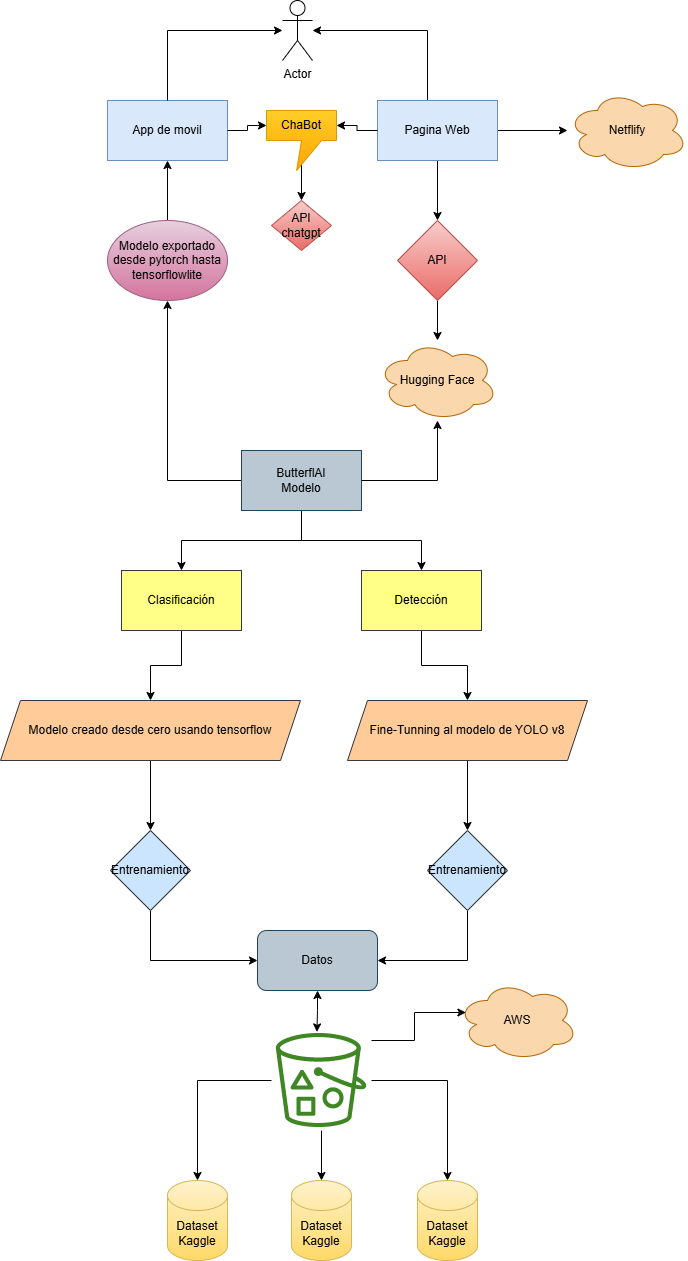 Actor
App de movil
ChaBot
Pagina Web
Netflify
API
chatgpt
Modelo exportado
desde pytorch hasta
tensorflowlite
API
Hugging Face
ButterflAI
Modelo
Clasificación
Detección
Modelo creado desde cero usando tensorflow
Fine-Tunning al modelo de YOLO v8
Entrenamiento
Entrenamiento
Datos
AWS
Dataset
Kaggle
Dataset
Kaggle
Dataset
Kaggle